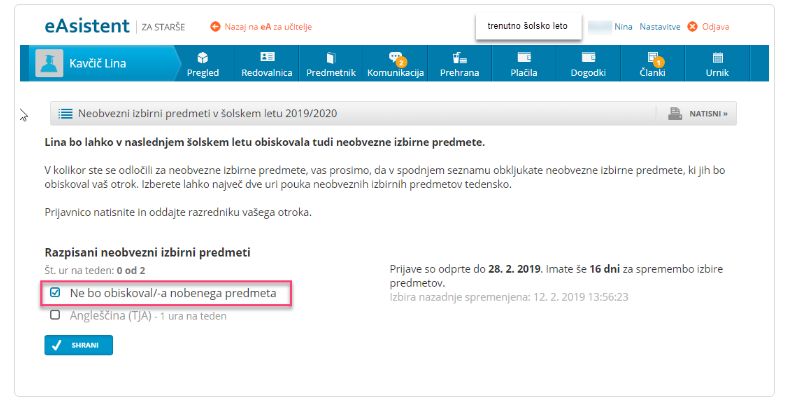 eAsistent | ZA STARŠE
Nazaj na eA za učitelje
trenutno šolsko leto
Nina Nastavitve Odjava
Kavčič Lina
Pregled Redovalnica Predmetnik Komunikacija Prehrana Plačila Dogodki Članki Urnik
2
1
Neobvezni izbirni predmeti v šolskem letu 2019/2020
NATISNI »
Lina bo lahko v naslednjem šolskem letu obiskovala tudi neobvezne izbirne predmete.
V kolikor ste se odločili za neobvezne izbirne predmete, vas prosimo, da v spodnjem seznamu obkljukate neobvezne izbirne predmete, ki jih bo
obiskoval vaš otrok. Izberete lahko največ dve uri pouka neobveznih izbirnih predmetov tedensko.
Prijavnico natisnite in oddajte razredniku vašega otroka.
Razpisani neobvezni izbirni predmeti
Št. ur na teden: 0 od 2
Ne bo obiskoval/-a nobenega predmeta
Angleščina (TJA) - 1 ura na teden
SHRANI
Prijave so odprte do 28. 2. 2019. Imate še 16 dni za spremembo izbire
predmetov.
Izbira nazadnje spremenjena: 12. 2. 2019 13:56:23